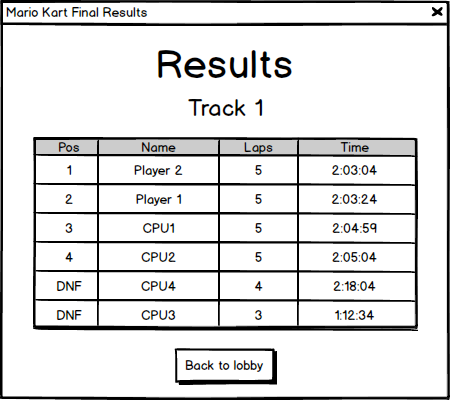 Mario Kart Final Results
Results
Track 1
Pos Name Laps Time
1 Player 2 5 2:03:04
2 Player 1 5 2:03:24
3 CPU1 5 2:04:59
4 CPU2 5 2:05:04
DNF CPU4 4 2:18:04
DNF CPU3 3 1:12:34
Back to lobby